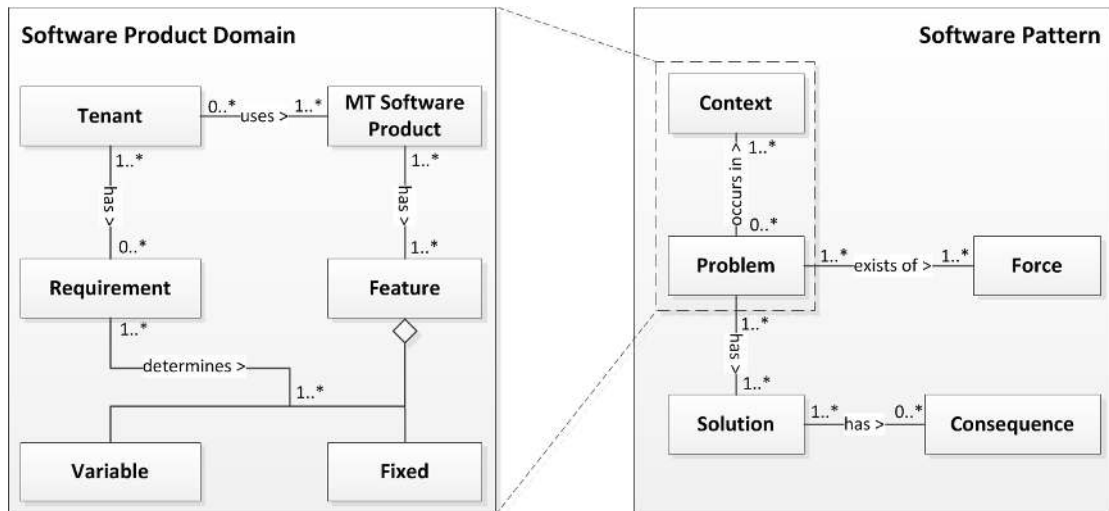 Software Product Domain
Tenant
0..*
uses >
1..*
MT Software
Product
1..*
has >
0..*
1..*
has >
1..*
Requirement
Feature
1..*
determines >
1..*
Variable
Fixed
Software Pattern
Context
1..*
occurs in >
0..*
Problem
1..*
exists of >
1..*
Force
1..*
has >
1..*
Solution
1..*
has >
0..*
Consequence